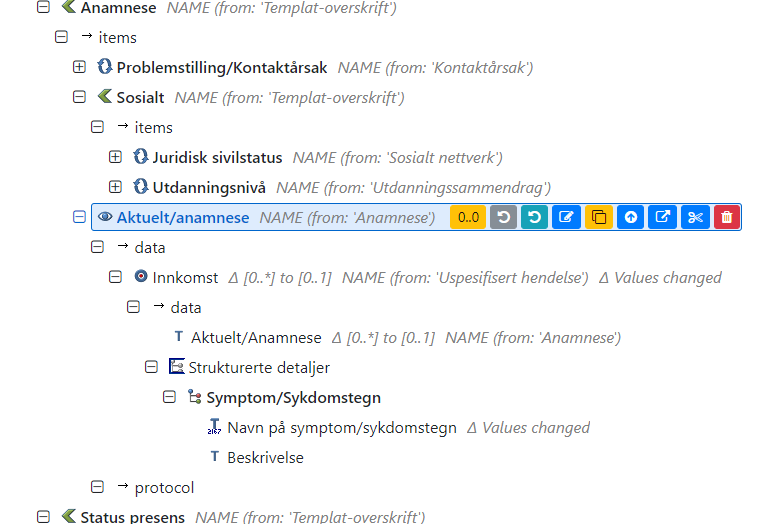 Anamnese NAME (from: 'Templat-overskrift')
→ items
Problemstilling/Kontaktårsak NAME (from: 'Kontaktårsak')
Sosialt NAME (from: 'Templat-overskrift')
→ items
Juridisk sivilstatus NAME (from: 'Sosialt nettverk')
Utdanningsnivå NAME (from: 'Utdanningssammendrag')
Aktuelt/anamnese NAME (from: 'Anamnese') 0..0
→ data
Innkomst Δ [0..*] to [0..1] NAME (from: 'Uspesifisert hendelse') Δ Values changed
→ data
T Aktuelt/Anamnese Δ [0..*] to [0..1] NAME (from: 'Anamnese')
Strukturerte detaljer
Symptom/Sykdomstegn
T Navn på symptom/sykdomstegn Δ Values changed
T Beskrivelse
→ protocol
Status presens NAME (from: 'Templat-overskrift')